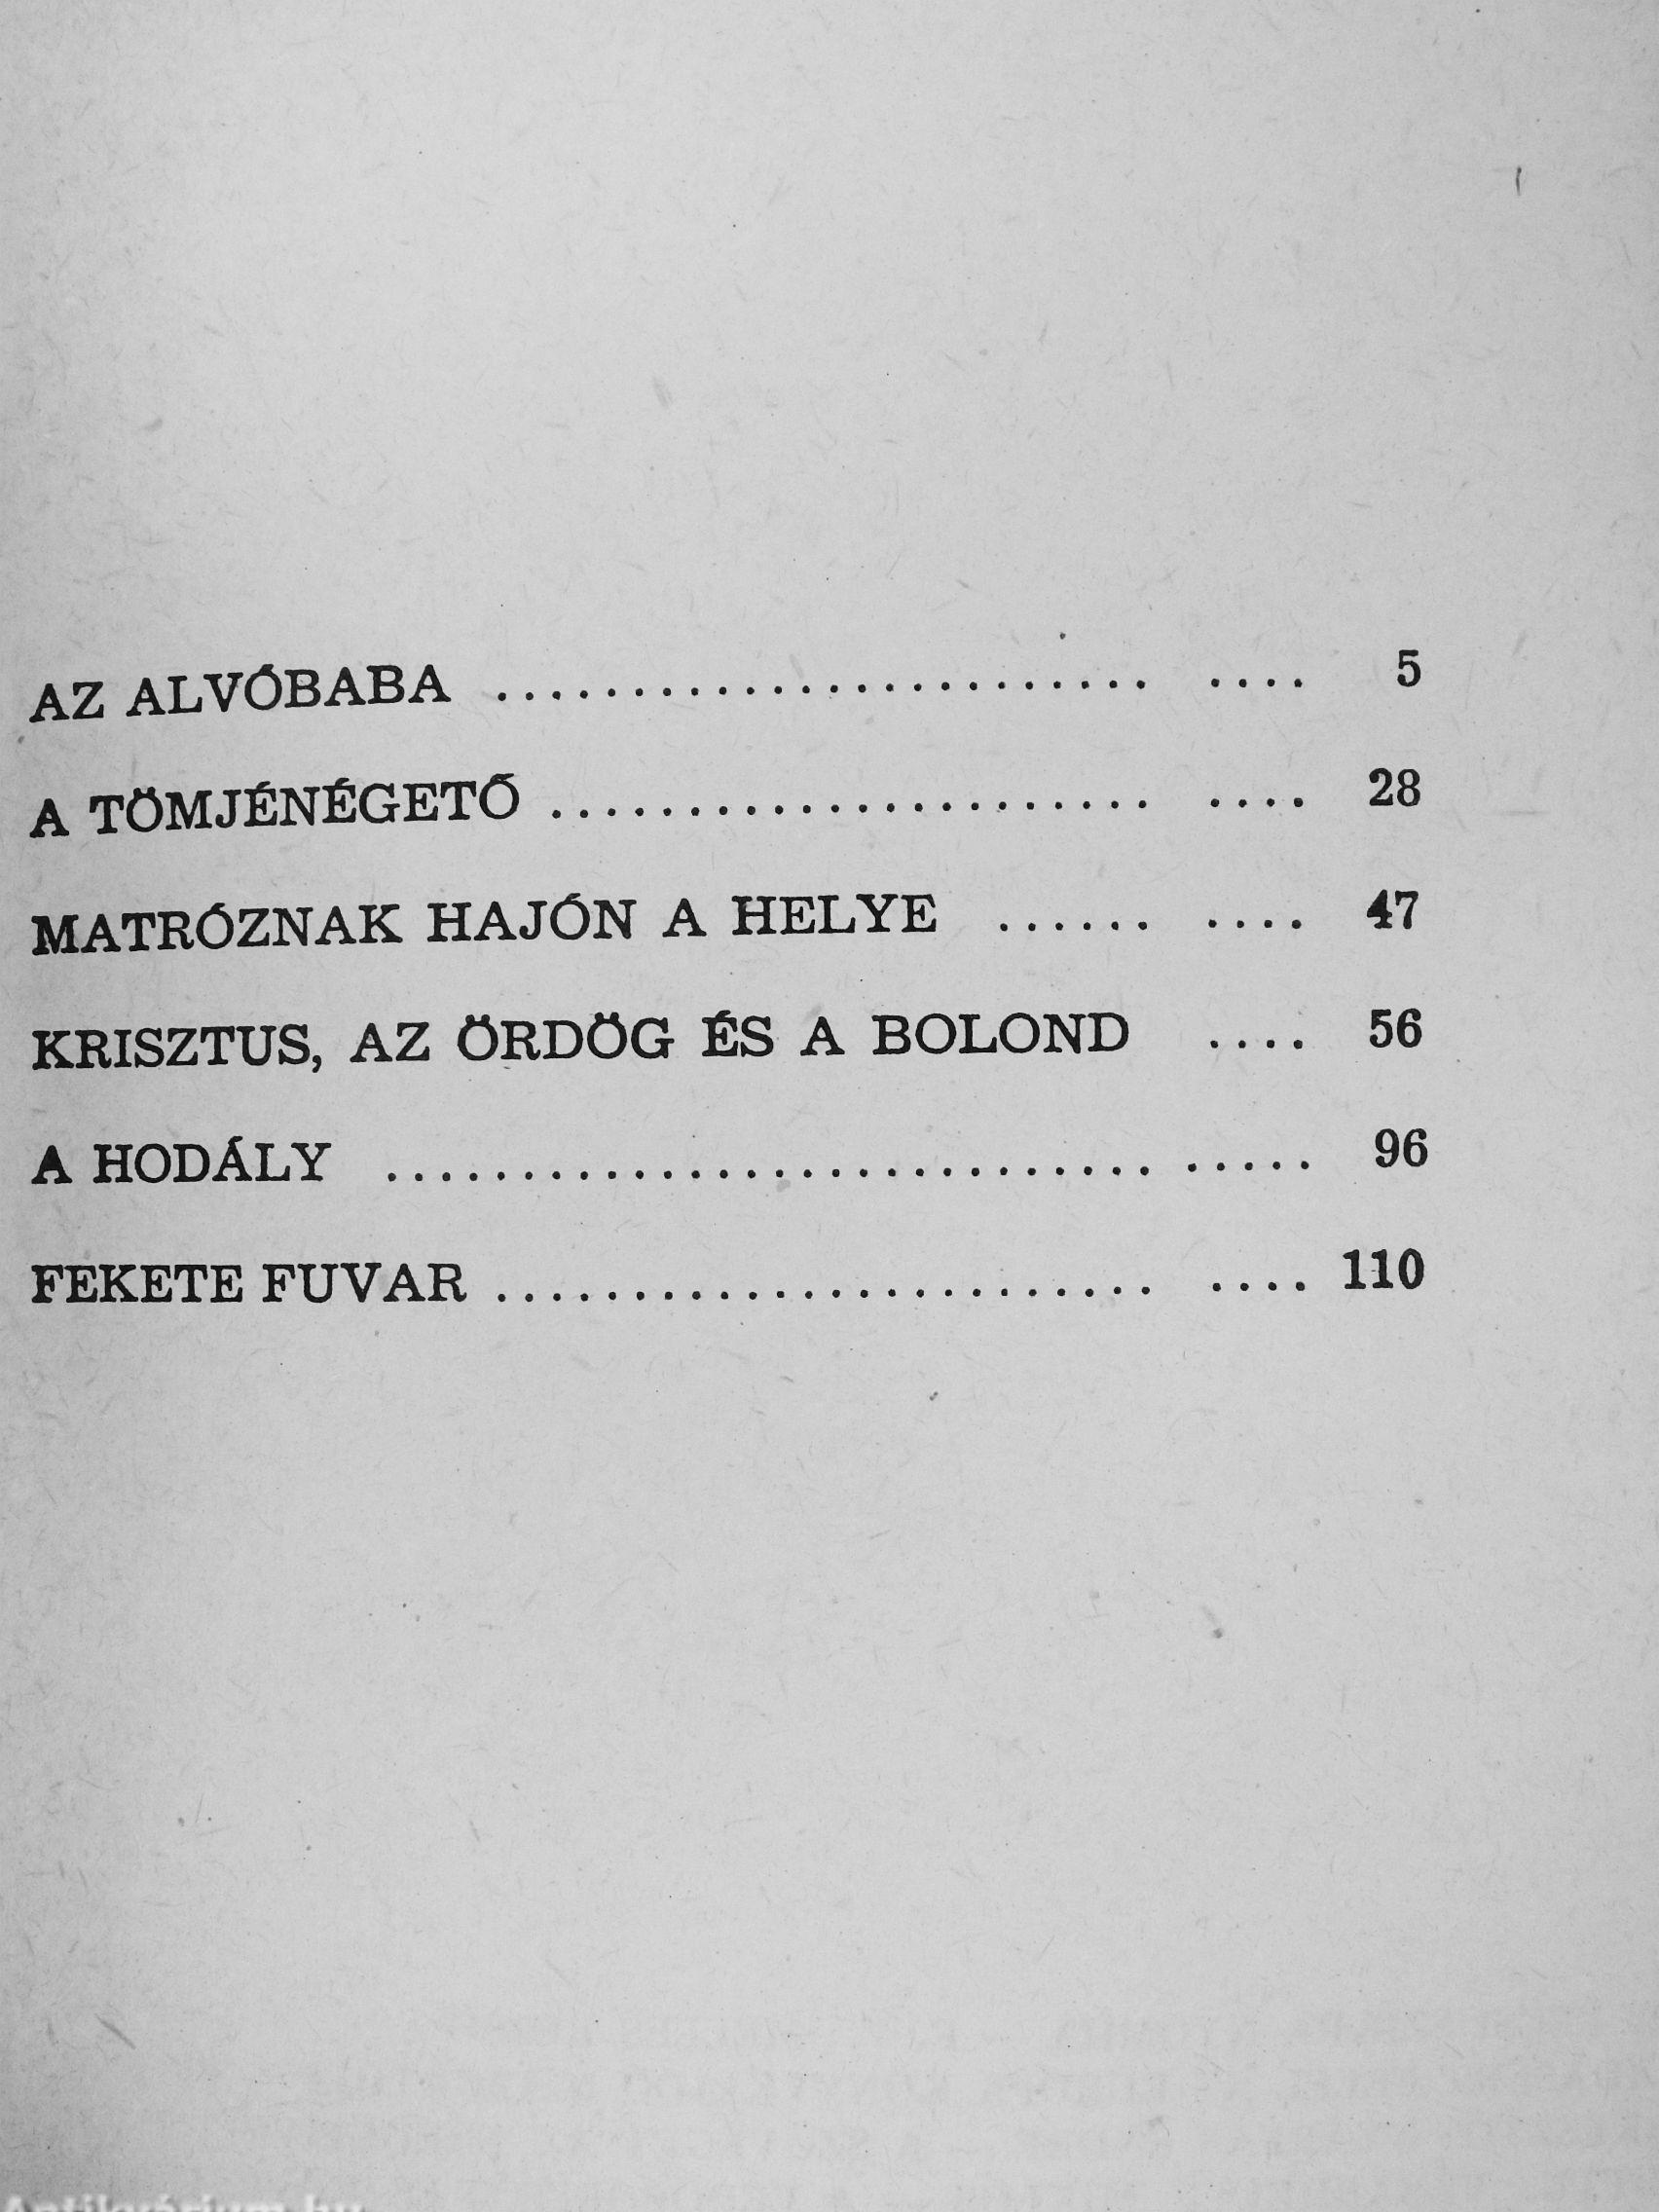 AZ ALVÓBABA ........................ .... 5
A TÖMJÉNÉGETŐ ...................... .... 28
MATRÓZNAK HAJÓN A HELYE ...... .... 47
KRISZTUS, AZ ÖRDÖG ÉS A BOLOND .... 56
A HODÁLY ............................ ..... 96
FEKETE FUVAR ........................ .... 110